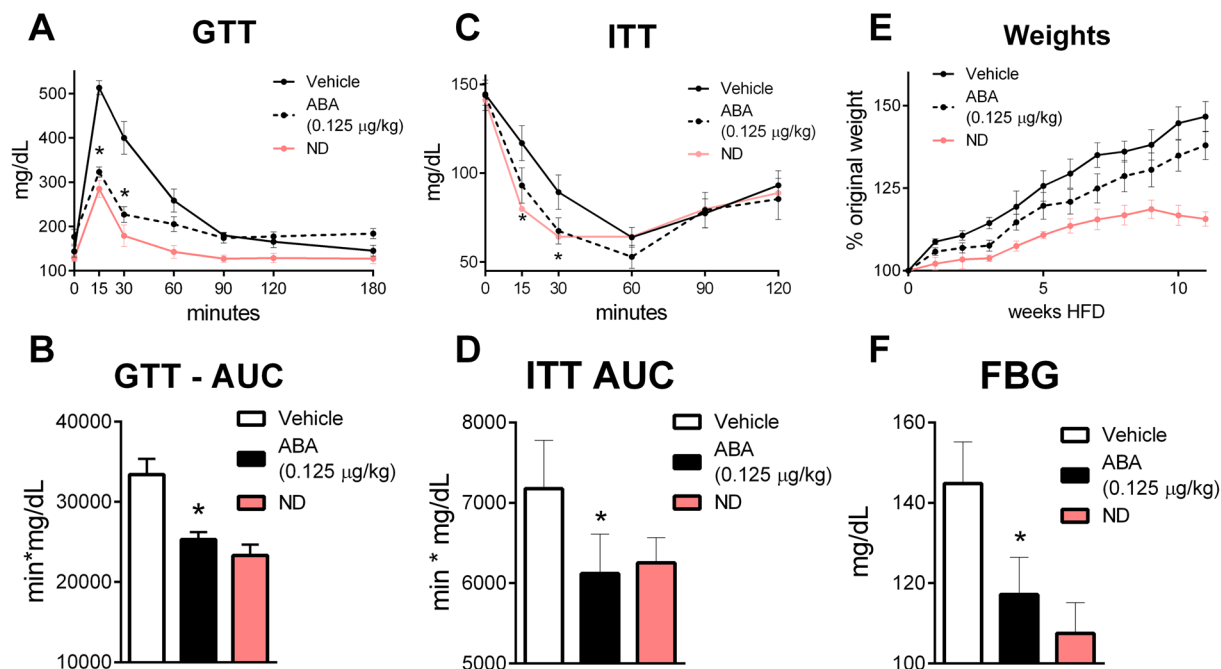 A
GTT
mg/dL
500
400
300
200
100
*
*
Vehicle
ABA
(0.125 μg/kg)
ND
0 15 30 60 90 120 180
minutes
C
ITT
mg/dL
150
100
50
*
*
Vehicle
ABA
(0.125 μg/kg)
ND
0 15 30 60 90 120
minutes
E
Weights
% original weight
150
125
100
Vehicle
ABA
(0.125 μg/kg)
ND
0 5 10
weeks HFD
B
GTT - AUC
min*mg/dL
40000
30000
20000
10000
*
Vehicle
ABA
(0.125 μg/kg)
ND
D
ITT AUC
min * mg/dL
8000
7000
6000
5000
*
Vehicle
ABA
(0.125 μg/kg)
ND
F
FBG
mg/dL
160
140
120
100
*
Vehicle
ABA
(0.125 μg/kg)
ND